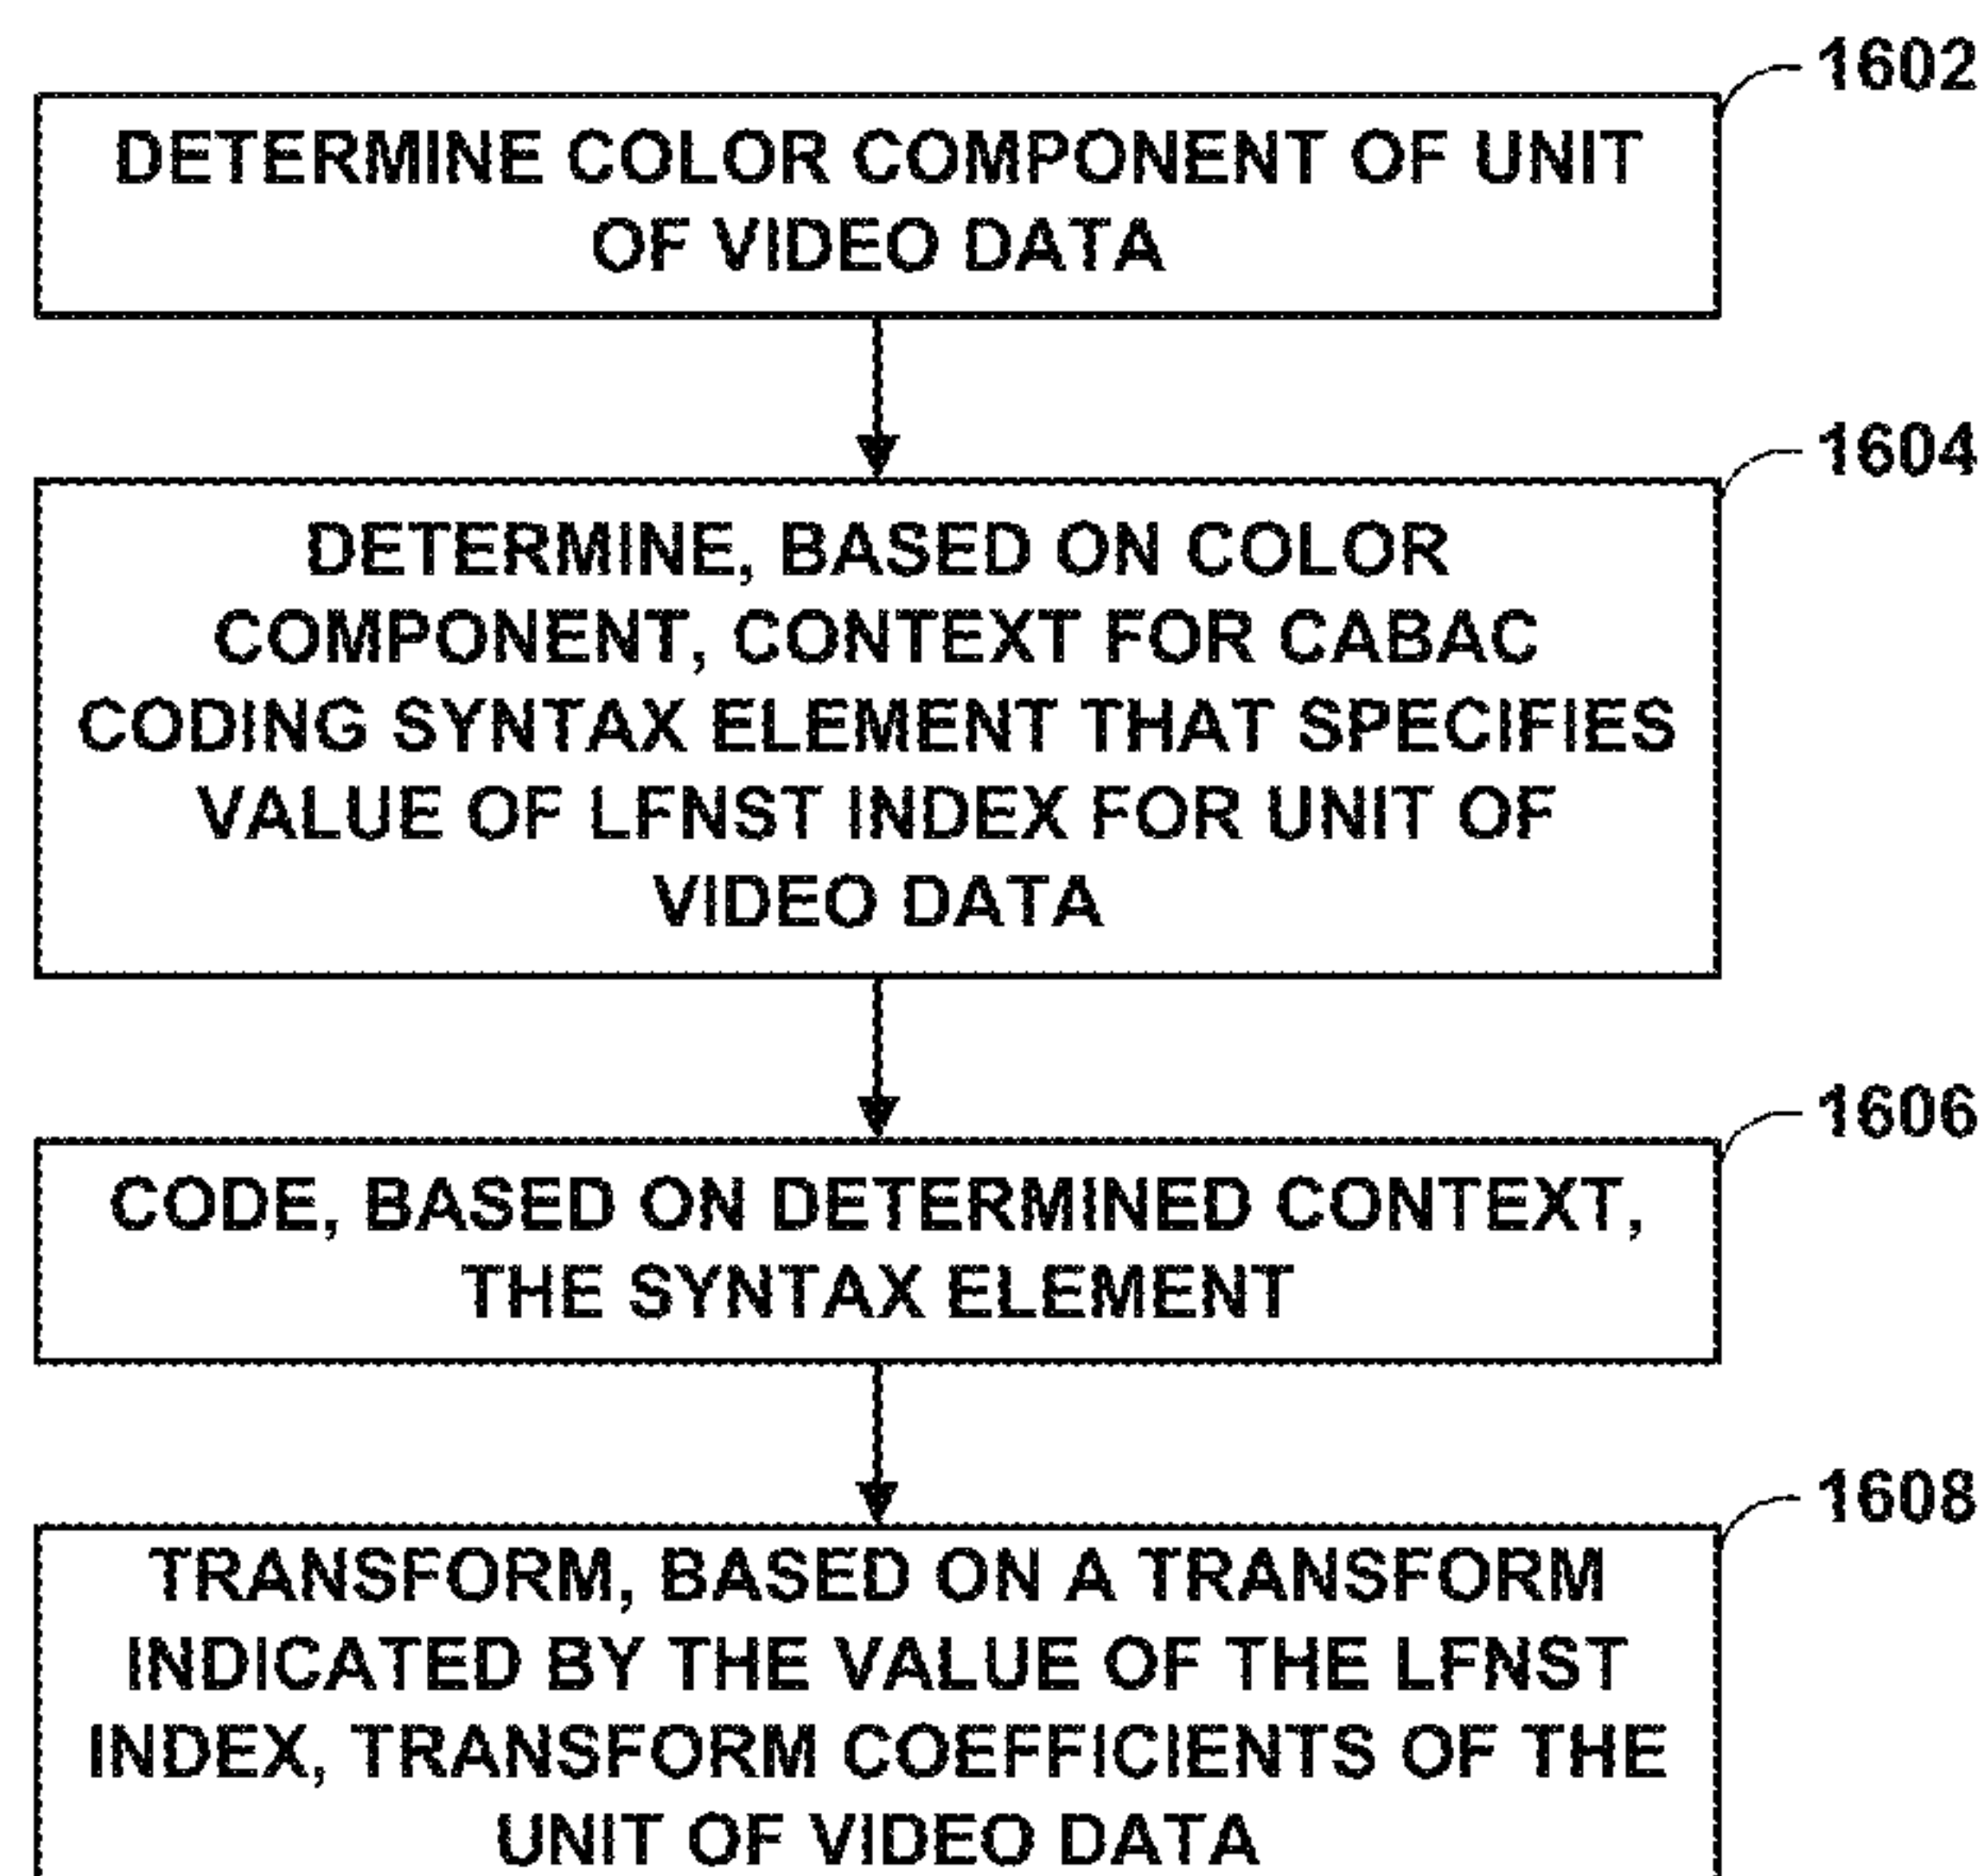 1602
DETERMINE COLOR COMPONENT OF UNIT
OF VIDEO DATA
1604
DETERMINE, BASED ON COLOR
COMPONENT, CONTEXT FOR CABAC
CODING SYNTAX ELEMENT THAT SPECIFIES
VALUE OF LFNST INDEX FOR UNIT OF
VIDEO DATA
1606
CODE, BASED ON DETERMINED CONTEXT,
THE SYNTAX ELEMENT
1608
TRANSFORM, BASED ON A TRANSFORM
INDICATED BY THE VALUE OF THE LFNST
INDEX, TRANSFORM COEFFICIENTS OF THE
UNIT OF VIDEO DATA